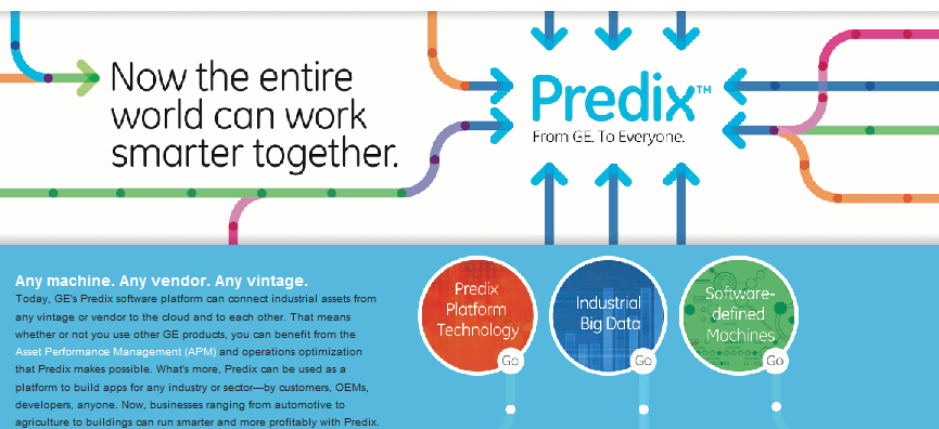 Now the entire
world can work
smarter together.
Predix™
From GE. To Everyone.
Any machine. Any vendor. Any vintage.
Today, GE's Predix software platform can connect industrial assets from
any vintage or vendor to the cloud and to each other. That means
whether or not you use other GE products, you can benefit from the
Asset Performance Management (APM) and operations optimization
that Predix makes possible. What's more, Predix can be used as a
platform to build apps for any industry or sector—by customers, OEMs,
developers, anyone. Now, businesses ranging from automotive to
agriculture to buildings can run smarter and more profitably with Predix.
Predix
Platform
Technology
Go
Industrial
Big Data
Go
Software-
defined
Machines
Go